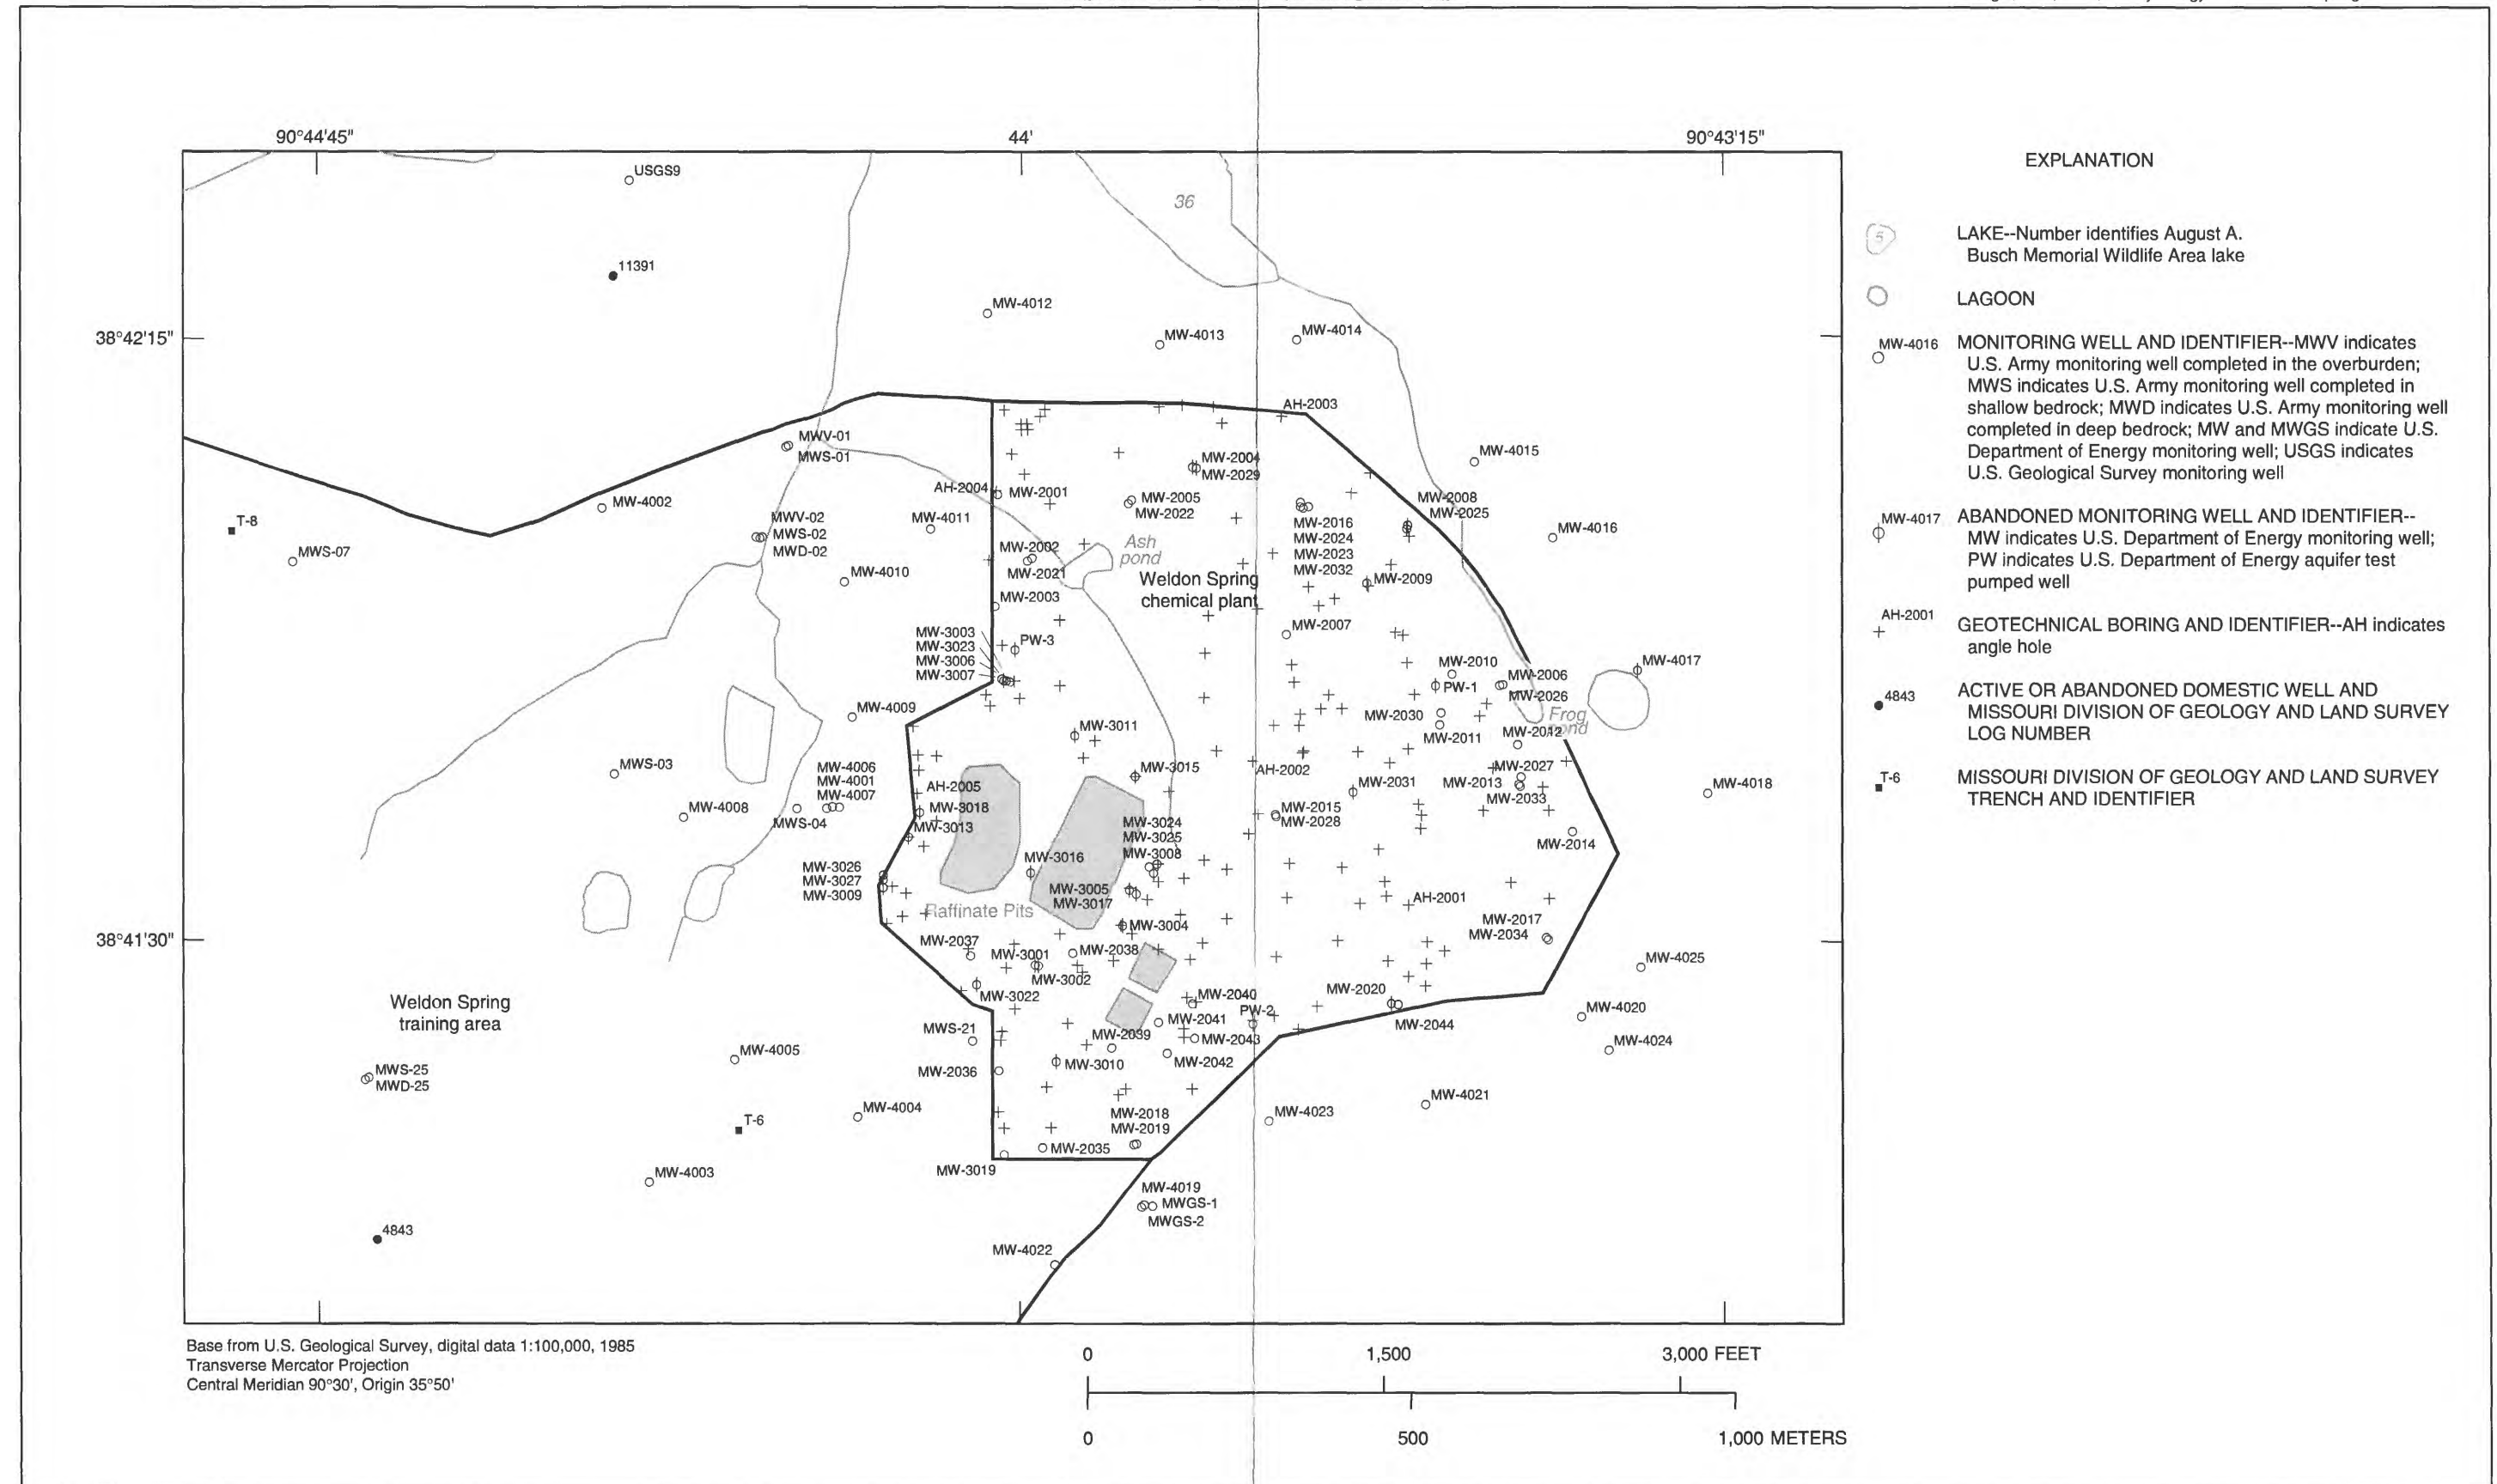 90°44'45"
44'
90°43'15"
38°42'15"
38°41'30"
USGS9
11391
36
MW-4012
MW-4013
MW-4014
AH-2003
MWV-01
MWS-01
MW-4015
MW-2004
MW-2029
AH-2004
MW-2001
MW-4002
MW-2005
MW-2022
MW-2008
MW-2025
T-8
MWV-02
MWS-02
MWD-02
MW-4011
MW-2016
MW-2024
MW-2023
MW-2032
MW-4016
MWS-07
MW-2002
MW-2021
Ash
pond
MW-4010
Weldon Spring
chemical plant
MW-2009
MW-2003
MW-2007
MW-3003
MW-3023
MW-3006
MW-3007
PW-3
MW-2010
PW-1
MW-2006
MW-2026
MW-4017
MW-4009
MW-3011
MW-2030
MW-2011
Frog
pond
MW-2012
MWS-03
MW-4006
MW-4001
MW-4007
MW-3015
AH-2002
MW-2027
MW-2013
MW-2033
MW-4018
AH-2005
MW-2031
MW-4008
MWS-04
MW-3018
MW-3013
MW-2015
MW-2028
MW-3024
MW-3025
MW-3008
MW-2014
MW-3016
MW-3026
MW-3027
MW-3009
MW-3005
MW-3017
AH-2001
Raffinate Pits
MW-3004
MW-2017
MW-2034
MW-2037
MW-3001
MW-3002
MW-2038
MW-4025
MW-3022
Weldon Spring
training area
MW-2040
MW-2020
MW-2044
PW-2
MW-4020
MW-2041
MWS-21
MW-2039
MW-2043
MW-4024
MW-4005
MW-3010
MW-2042
MWS-25
MWD-25
MW-2036
MW-4021
MW-4004
MW-4023
T-6
MW-2018
MW-2019
MW-2035
MW-3019
MW-4003
MW-4019
MWGS-1
MWGS-2
4843
MW-4022
EXPLANATION
5
LAKE--Number identifies August A.
Busch Memorial Wildlife Area lake
LAGOON
MW-4016 MONITORING WELL AND IDENTIFIER--MWV indicates
U.S. Army monitoring well completed in the overburden;
MWS indicates U.S. Army monitoring well completed in
shallow bedrock; MWD indicates U.S. Army monitoring well
completed in deep bedrock; MW and MWGS indicate U.S.
Department of Energy monitoring well; USGS indicates
U.S. Geological Survey monitoring well
MW-4017 ABANDONED MONITORING WELL AND IDENTIFIER--
MW indicates U.S. Department of Energy monitoring well;
PW indicates U.S. Department of Energy aquifer test
pumped well
AH-2001 GEOTECHNICAL BORING AND IDENTIFIER--AH indicates
angle hole
4843 ACTIVE OR ABANDONED DOMESTIC WELL AND
MISSOURI DIVISION OF GEOLOGY AND LAND SURVEY
LOG NUMBER
T-6 MISSOURI DIVISION OF GEOLOGY AND LAND SURVEY
TRENCH AND IDENTIFIER
Base from U.S. Geological Survey, digital data 1:100,000, 1985
Transverse Mercator Projection
Central Meridian 90°30', Origin 35°50'
0 1,500 3,000 FEET
0 500 1,000 METERS